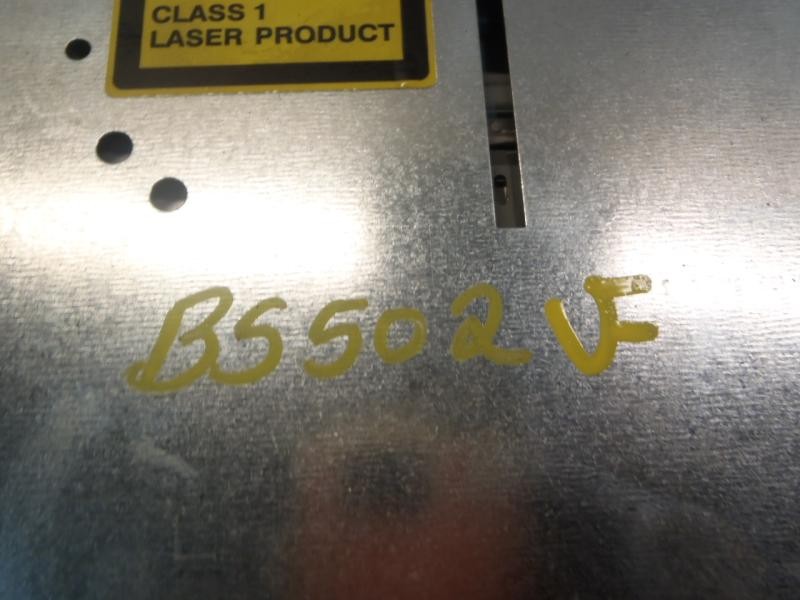 CLASS 1
LASER PRODUCT
BS502VF